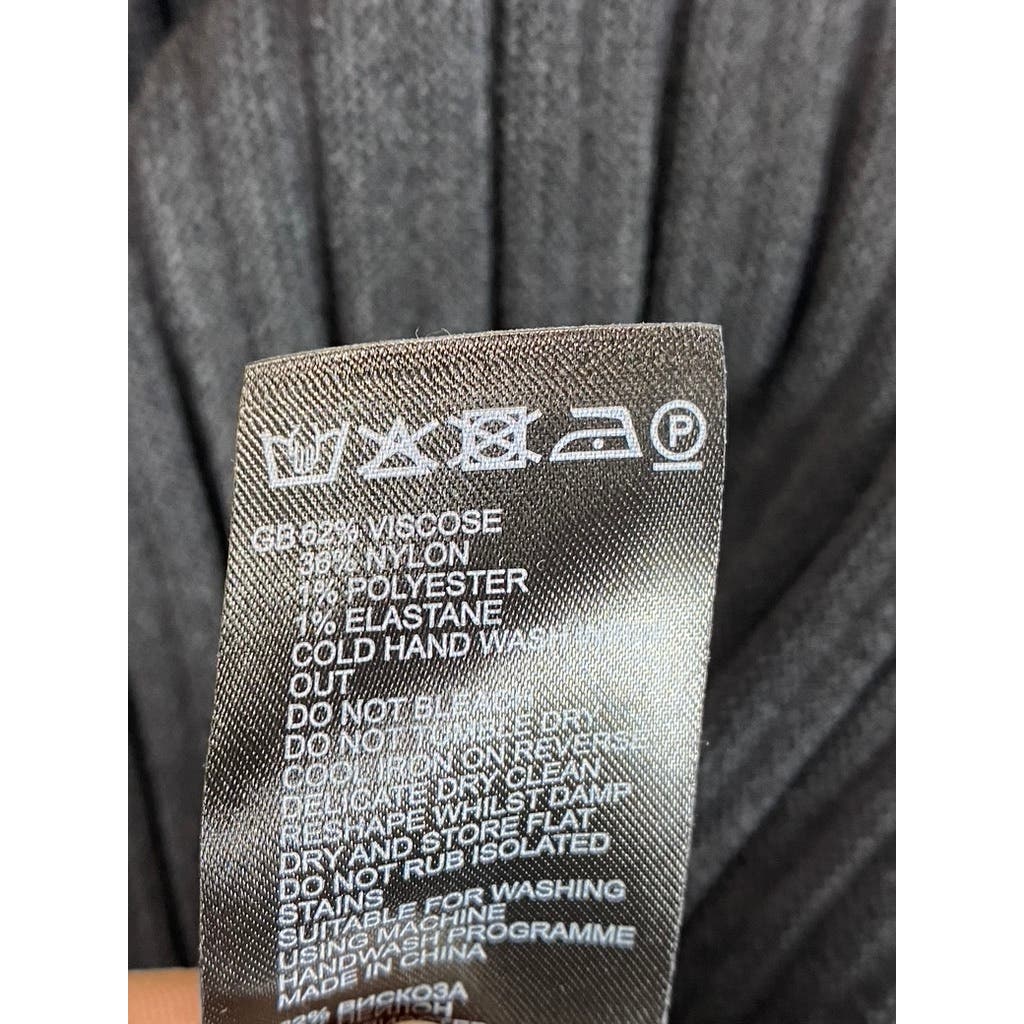 P
GB 62% VISCOSE
36% NYLON
1% POLYESTER
1% ELASTANE
COLD HAND WASH
OUT
DO NOT BLEACH
DO NOT TUMBLE DRY
COOL IRON ON REVERSE
DELICATE DRY CLEAN
RESHAPE WHILST DAMP
DRY AND STORE FLAT
DO NOT RUB ISOLATED
STAINS
SUITABLE FOR WASHING
USING MACHINE
HANDWASH PROGRAMME
MADE IN CHINA
62% ВИСКОЗА